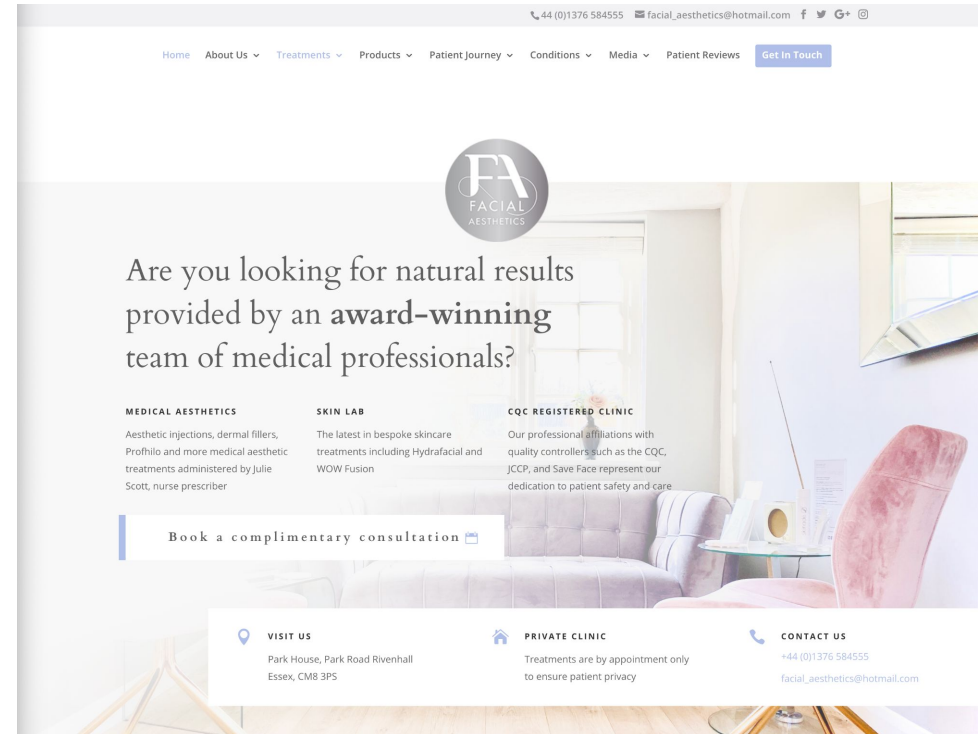 44 (0)1376 584555 facial_aesthetics@hotmail.com
Home About Us Treatments Products Patient Journey Conditions Media Patient Reviews Get In Touch
FA
FACIAL
AESTHETICS
Are you looking for natural results
provided by an award-winning
team of medical professionals?
MEDICAL AESTHETICS
Aesthetic injections, dermal fillers,
Profhilo and more medical aesthetic
treatments administered by Julie
Scott, nurse prescriber
SKIN LAB
The latest in bespoke skincare
treatments including Hydrafacial and
WOW Fusion
CQC REGISTERED CLINIC
Our professional affiliations with
quality controllers such as the CQC,
JCCP, and Save Face represent our
dedication to patient safety and care
Book a complimentary consultation
VISIT US
Park House, Park Road Rivenhall
Essex, CM8 3PS
PRIVATE CLINIC
Treatments are by appointment only
to ensure patient privacy
CONTACT US
+44 (0)1376 584555
facial_aesthetics@hotmail.com